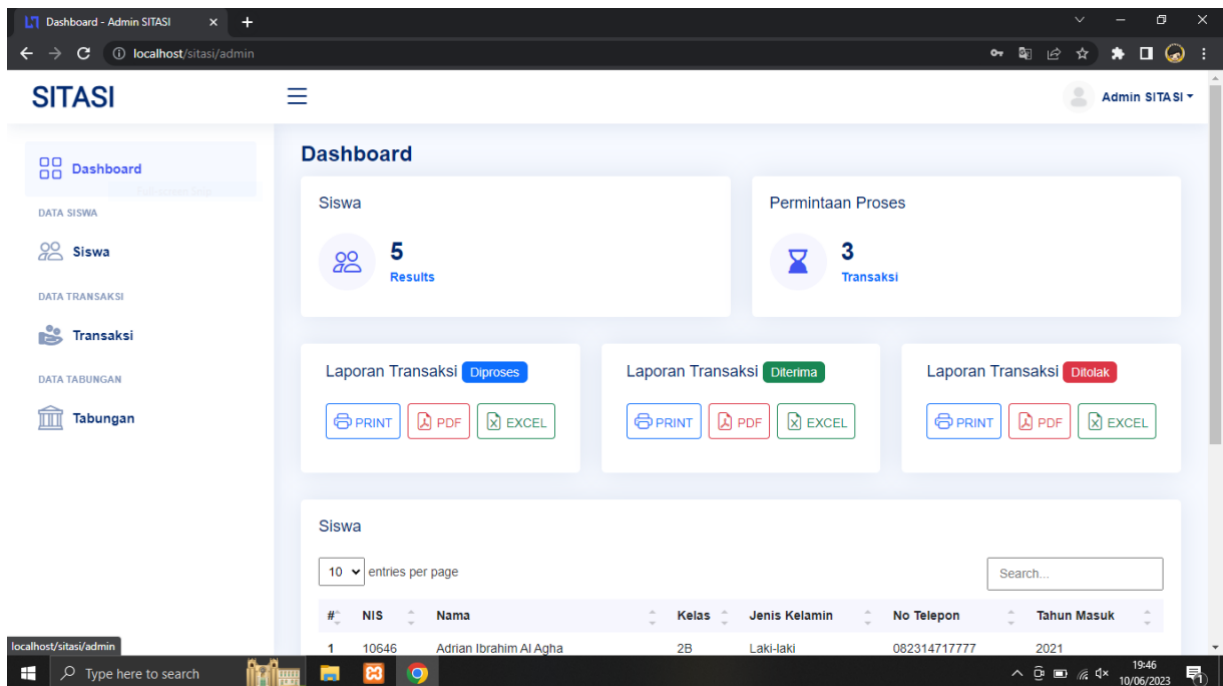 Dashboard - Admin SITASI
localhost/sitasi/admin
SITASI
Admin SITASI
Dashboard
DATA SISWA
Siswa
DATA TRANSAKSI
Transaksi
DATA TABUNGAN
Tabungan
Dashboard
Siswa
5
Results
Permintaan Proses
3
Transaksi
Laporan Transaksi Diproses
PRINT PDF EXCEL
Laporan Transaksi Diterima
PRINT PDF EXCEL
Laporan Transaksi Ditolak
PRINT PDF EXCEL
Siswa
10 entries per page
Search...
# NIS Nama Kelas Jenis Kelamin No Telepon Tahun Masuk
1 10646 Adrian Ibrahim Al Agha 2B Laki-laki 082314717777 2021
localhost/sitasi/admin
Type here to search
19:46
10/06/2023